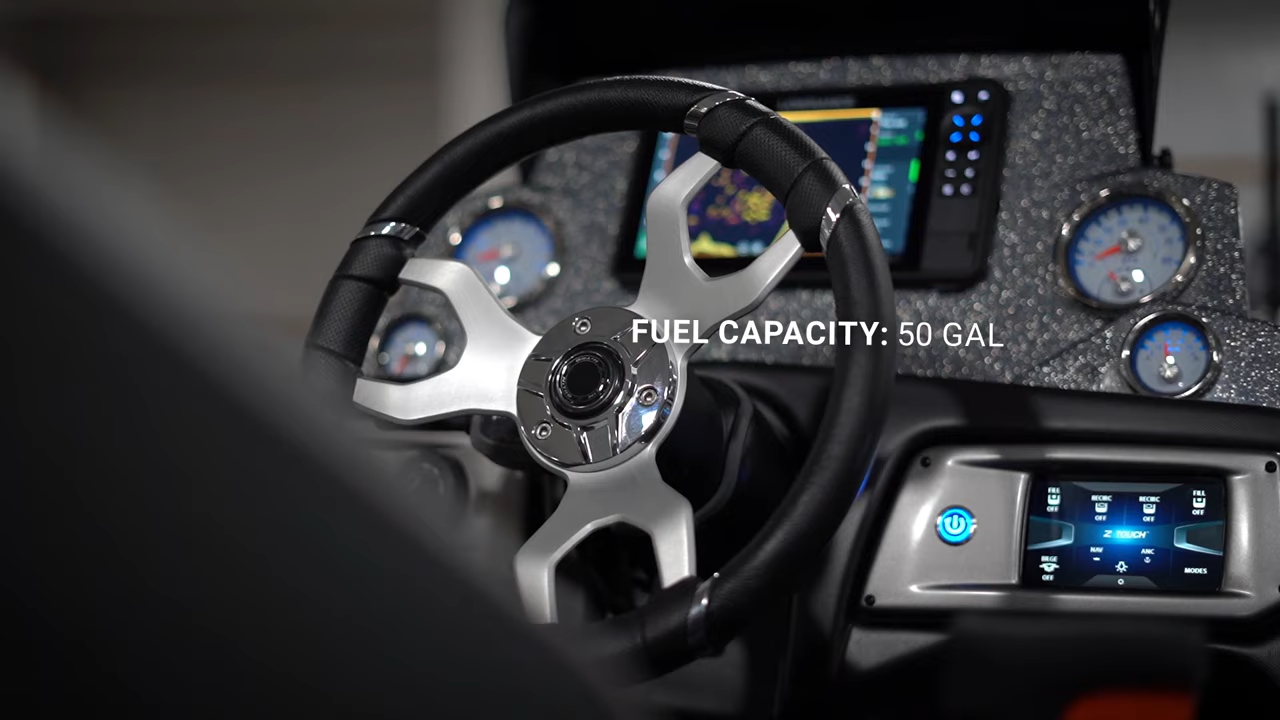 FUEL CAPACITY: 50 GAL
FILL
OFF
RECIRC
OFF
RECIRC
OFF
FILL
OFF
Z TOUCH
NAV
ANC
BILGE
OFF
MODES